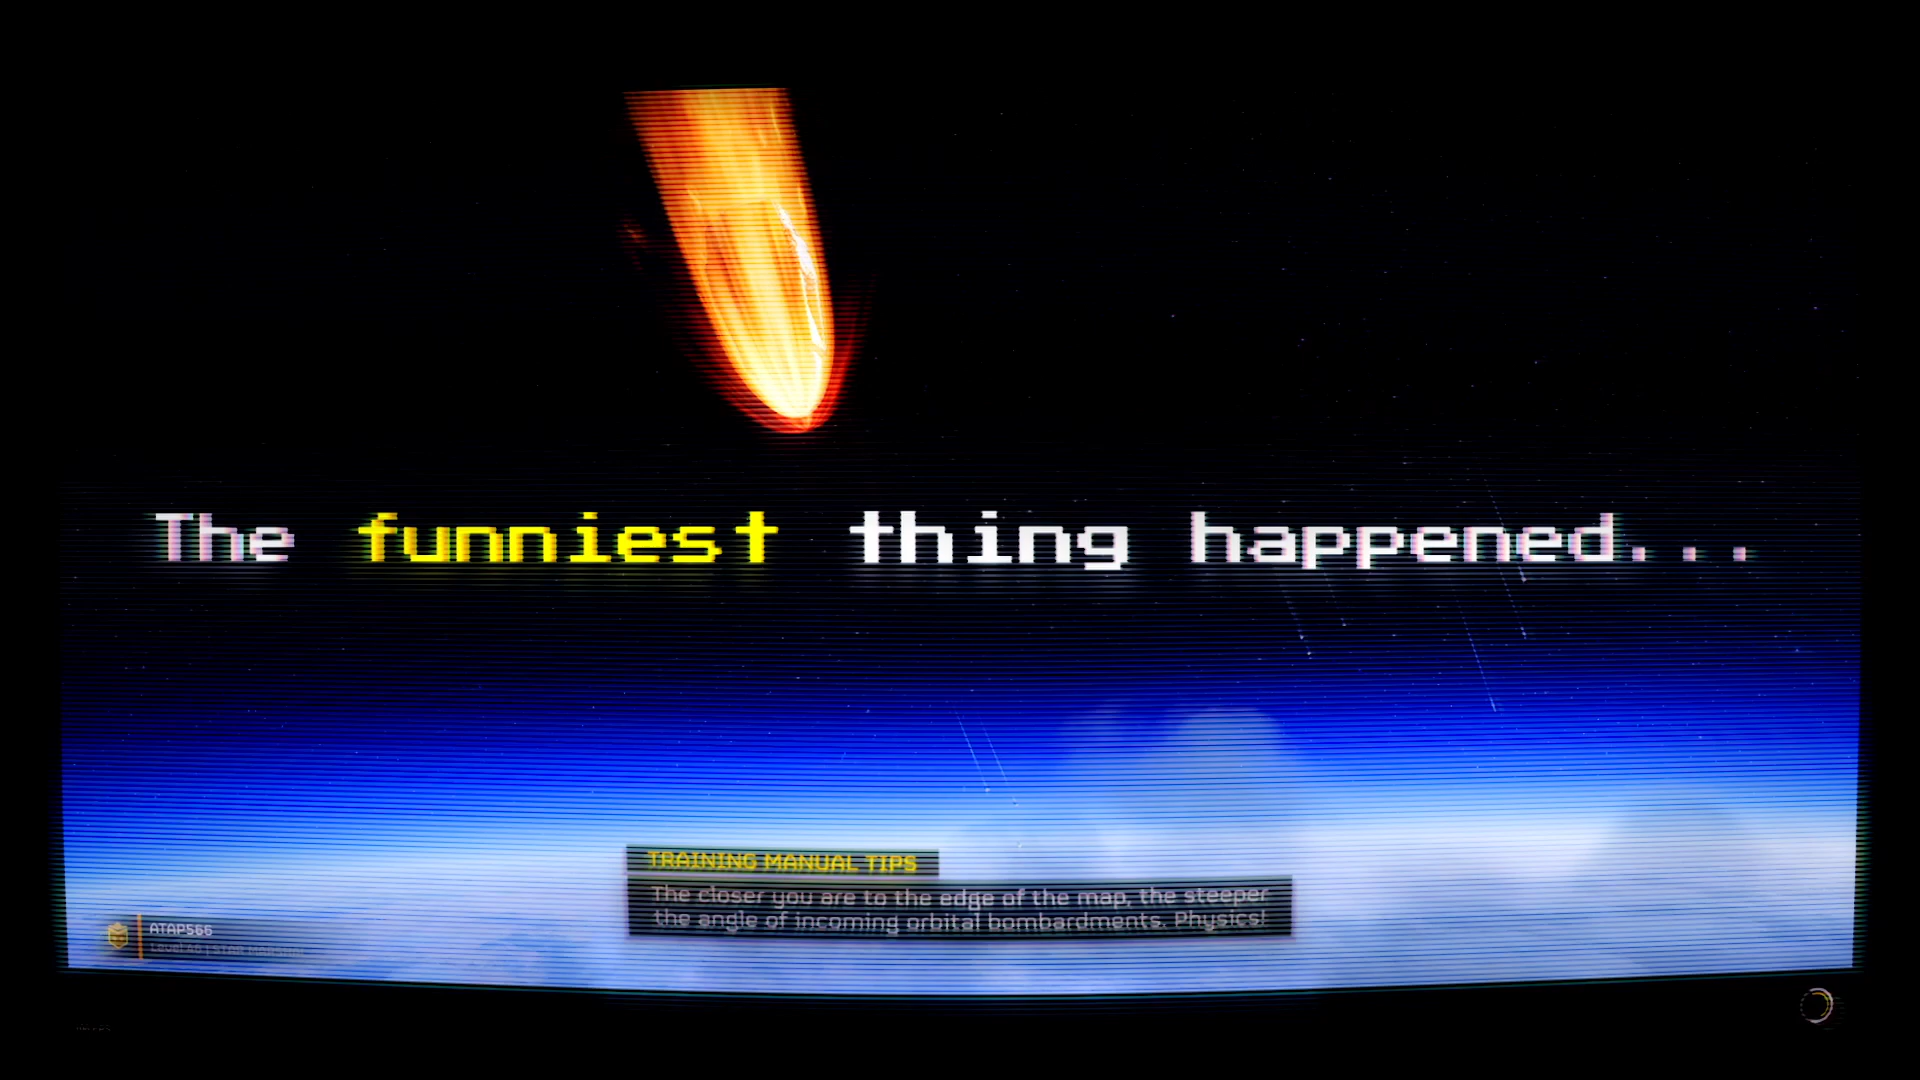 The funniest thing happened...
TRAINING MANUAL TIPS
The closer you are to the edge of the map, the steeper
the angle of incoming orbital bombardments. Physics!
ATAP566